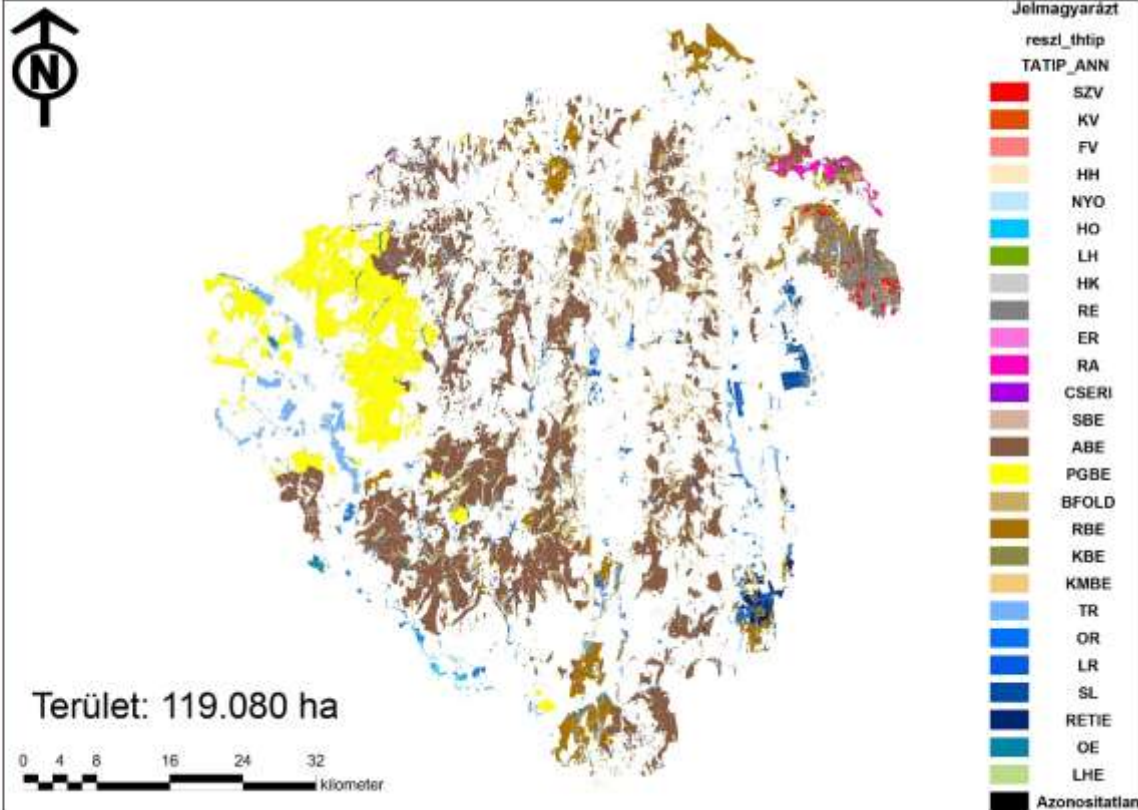 N
Jelmagyarázt
reszl_thtip
TATIP_ANN
SZV
KV
FV
HH
NYO
HO
LH
HK
RE
ER
RA
CSERI
SBE
ABE
PGBE
BFOLD
RBE
KBE
KMBE
TR
OR
LR
SL
RETIE
OE
LHE
Azonositatlan
Terület: 119.080 ha
0 4 8 16 24 32
kilometer